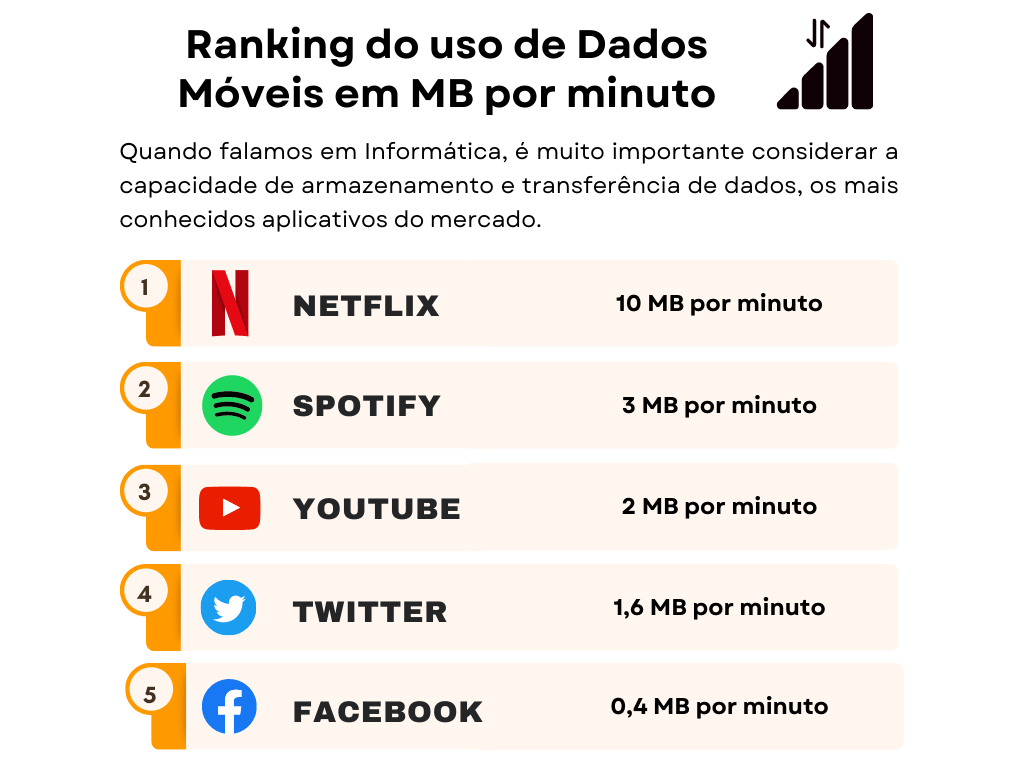 Ranking do uso de Dados
Móveis em MB por minuto
Quando falamos em Informática, é muito importante considerar a
capacidade de armazenamento e transferência de dados, os mais
conhecidos aplicativos do mercado.
1 NETFLIX 10 MB por minuto
2 SPOTIFY 3 MB por minuto
3 YOUTUBE 2 MB por minuto
4 TWITTER 1,6 MB por minuto
5 FACEBOOK 0,4 MB por minuto